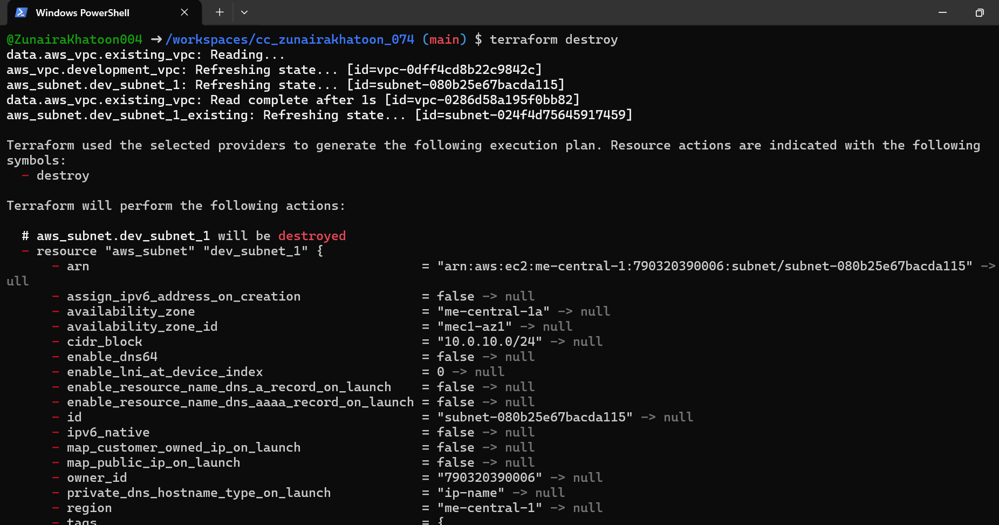 Windows PowerShell
@ZunairaKhatoon004 ➜ /workspaces/cc_zunairakhatoon_074 (main) $ terraform destroy
data.aws_vpc.existing_vpc: Reading...
aws_vpc.development_vpc: Refreshing state... [id=vpc-0dff4cd8b22c9842c]
aws_subnet.dev_subnet_1: Refreshing state... [id=subnet-080b25e67bacda115]
data.aws_vpc.existing_vpc: Read complete after 1s [id=vpc-0286d58a195f0bb82]
aws_subnet.dev_subnet_1_existing: Refreshing state... [id=subnet-024f4d75645917459]
Terraform used the selected providers to generate the following execution plan. Resource actions are indicated with the following
symbols:
  - destroy
Terraform will perform the following actions:
  # aws_subnet.dev_subnet_1 will be destroyed
  - resource "aws_subnet" "dev_subnet_1" {
      - arn                                            = "arn:aws:ec2:me-central-1:790320390006:subnet/subnet-080b25e67bacda115" ->
ull
      - assign_ipv6_address_on_creation                = false -> null
      - availability_zone                              = "me-central-1a" -> null
      - availability_zone_id                           = "mec1-az1" -> null
      - cidr_block                                     = "10.0.10.0/24" -> null
      - enable_dns64                                   = false -> null
      - enable_lni_at_device_index                     = 0 -> null
      - enable_resource_name_dns_a_record_on_launch    = false -> null
      - enable_resource_name_dns_aaaa_record_on_launch = false -> null
      - id                                             = "subnet-080b25e67bacda115" -> null
      - ipv6_native                                    = false -> null
      - map_customer_owned_ip_on_launch                = false -> null
      - map_public_ip_on_launch                        = false -> null
      - owner_id                                       = "790320390006" -> null
      - private_dns_hostname_type_on_launch            = "ip-name" -> null
      - region                                         = "me-central-1" -> null
      - tags                                           = {